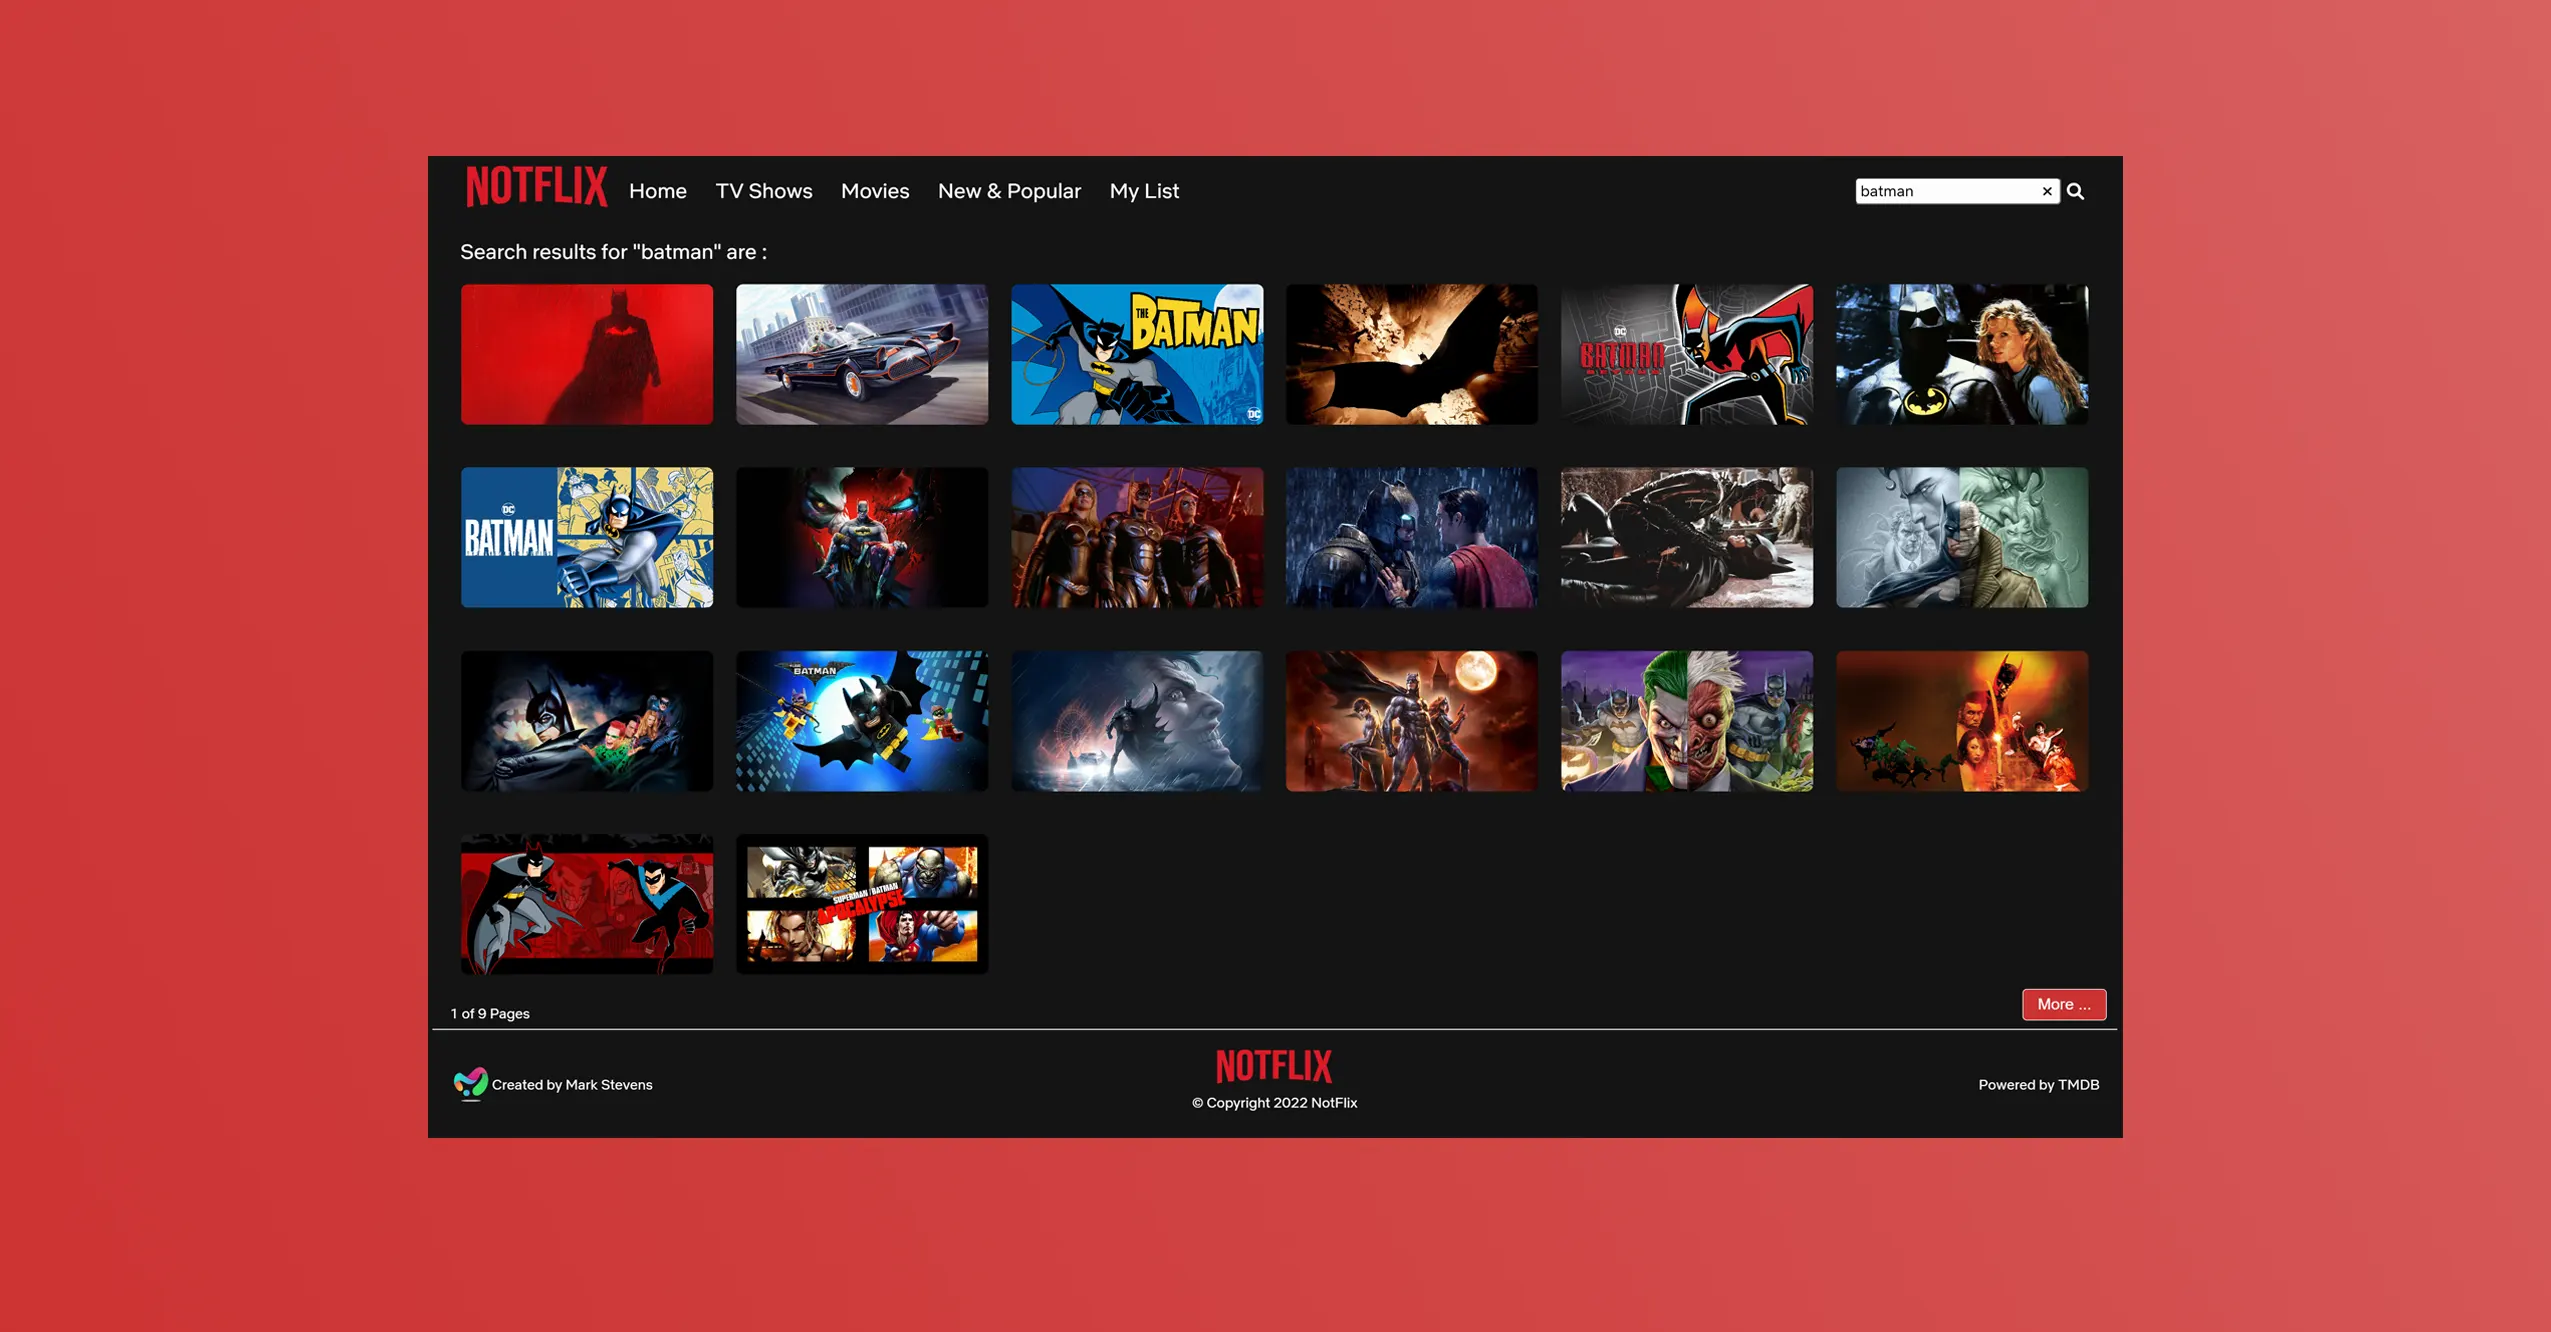 NOTFLIX Home TV Shows Movies New & Popular My List batman
Search results for "batman" are :
THE BATMAN
DC
DC
BATMAN
DC
BATMAN
BATMAN
SUPERMAN/BATMAN
APOCALYPSE
1 of 9 Pages
More ...
NOTFLIX
Created by Mark Stevens
© Copyright 2022 NotFlix
Powered by TMDB